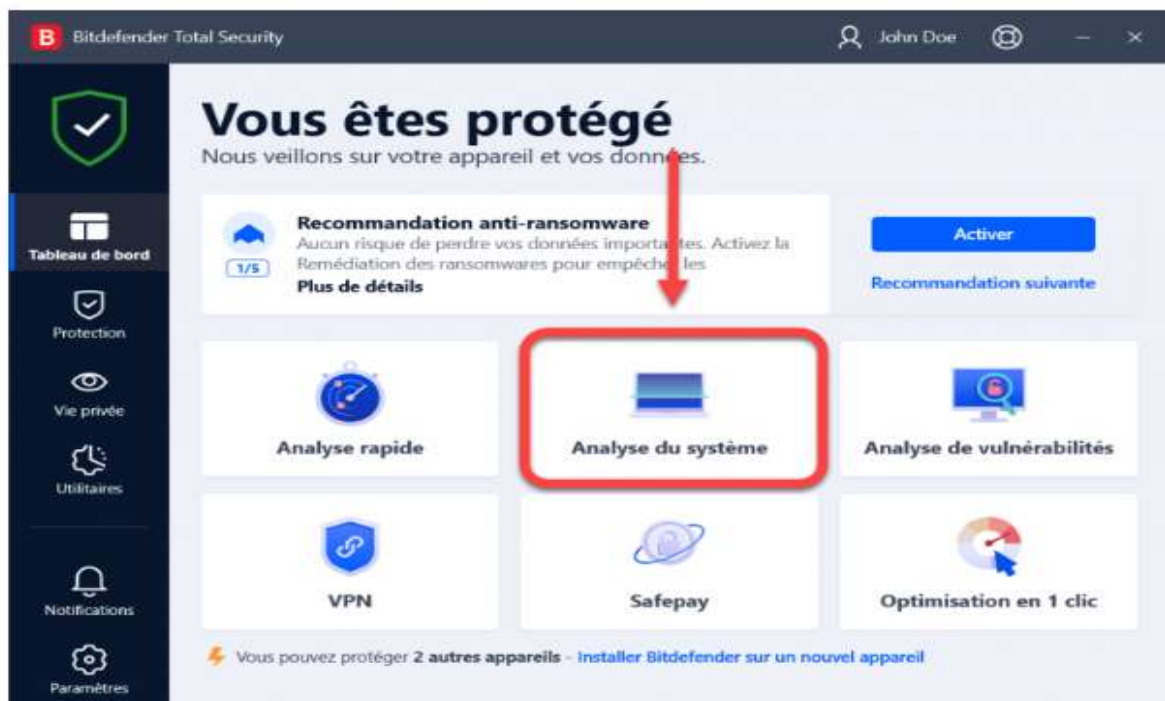 B Bitdefender Total Security
John Doe
Vous êtes protégé
Nous veillons sur votre appareil et vos données.
Tableau de bord
Protection
Vie privée
Utilitaires
Notifications
Paramètres
1/5
Recommandation anti-ransomware
Aucun risque de perdre vos données importantes. Activez la
Remédiation des ransomwares pour empêcher les
Plus de détails
Activer
Recommandation suivante
Analyse rapide
Analyse du système
Analyse de vulnérabilités
VPN
Safepay
Optimisation en 1 clic
Vous pouvez protéger 2 autres appareils - Installer Bitdefender sur un nouvel appareil